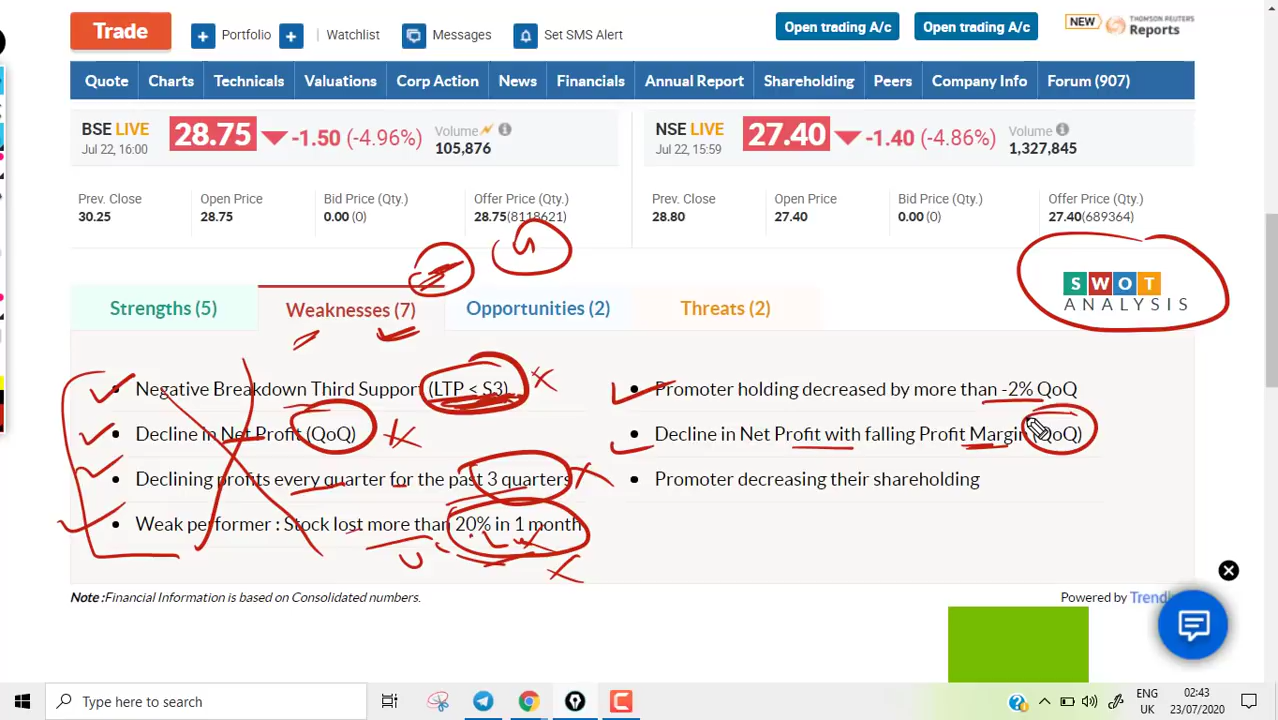 Trade
+ Portfolio + | Watchlist Messages Set SMS Alert
Open trading A/c Open trading A/c
NEW THOMSON REUTERS
Reports
Quote Charts Technicals Valuations Corp Action News Financials Annual Report Shareholding Peers Company Info Forum (907)
BSE LIVE 28.75 -1.50 (-4.96%) Volume
Jul 22, 16:00 105,876
NSE LIVE 27.40 -1.40 (-4.86%) Volume
Jul 22, 15:59 1,327,845
Prev. Close Open Price Bid Price (Qty.) Offer Price (Qty.)
30.25 28.75 0.00 (0) 28.75(8118621)
Prev. Close Open Price Bid Price (Qty.) Offer Price (Qty.)
28.80 27.40 0.00 (0) 27.40(689364)
SWOT
ANALYSIS
Strengths (5) Weaknesses (7) Opportunities (2) Threats (2)
Negative Breakdown Third Support (LTP < S3)
Decline in Net Profit (QoQ)
Declining profits every quarter for the past 3 quarters
Weak performer : Stock lost more than 20% in 1 month
Promoter holding decreased by more than -2% QoQ
Decline in Net Profit with falling Profit Margin (QoQ)
Promoter decreasing their shareholding
Note :Financial Information is based on Consolidated numbers.
Powered by
Type here to search
ENG
UK
02:43
23/07/2020